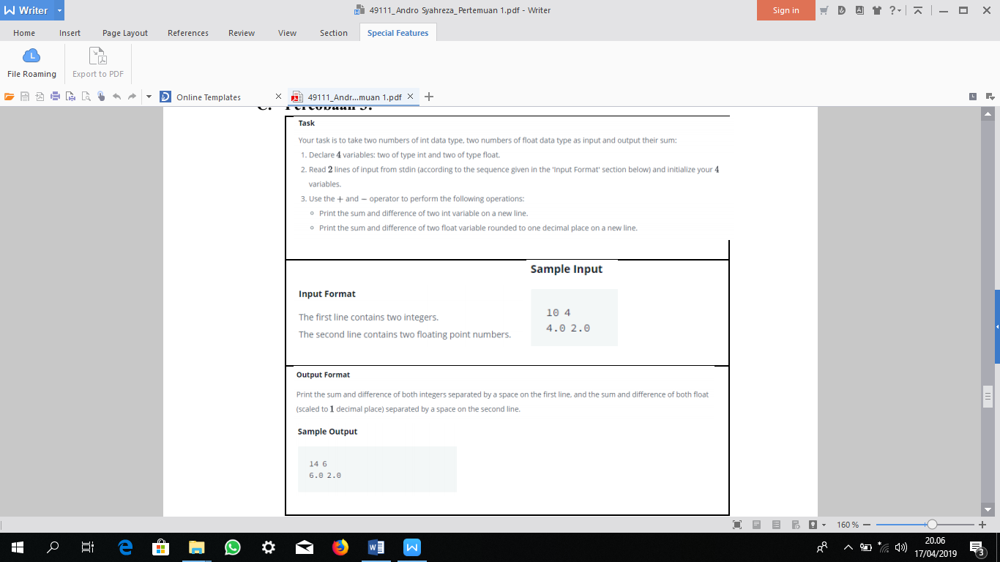 Writer
49111_Andro Syahreza_Pertemuan 1.pdf - Writer
Sign in
Home Insert Page Layout References Review View Section Special Features
File Roaming Export to PDF
Online Templates 49111_Andr...muan 1.pdf
C. Percobaan 3.
Task
Your task is to take two numbers of int data type, two numbers of float data type as input and output their sum:
1. Declare 4 variables: two of type int and two of type float.
2. Read 2 lines of input from stdin (according to the sequence given in the 'Input Format' section below) and initialize your 4
variables.
3. Use the + and − operator to perform the following operations:
Print the sum and difference of two int variable on a new line.
Print the sum and difference of two float variable rounded to one decimal place on a new line.
Sample Input
10 4
4.0 2.0
Input Format
The first line contains two integers.
The second line contains two floating point numbers.
Output Format
Print the sum and difference of both integers separated by a space on the first line, and the sum and difference of both float
(scaled to 1 decimal place) separated by a space on the second line.
Sample Output
14 6
6.0 2.0
160 %
20.06
17/04/2019
3